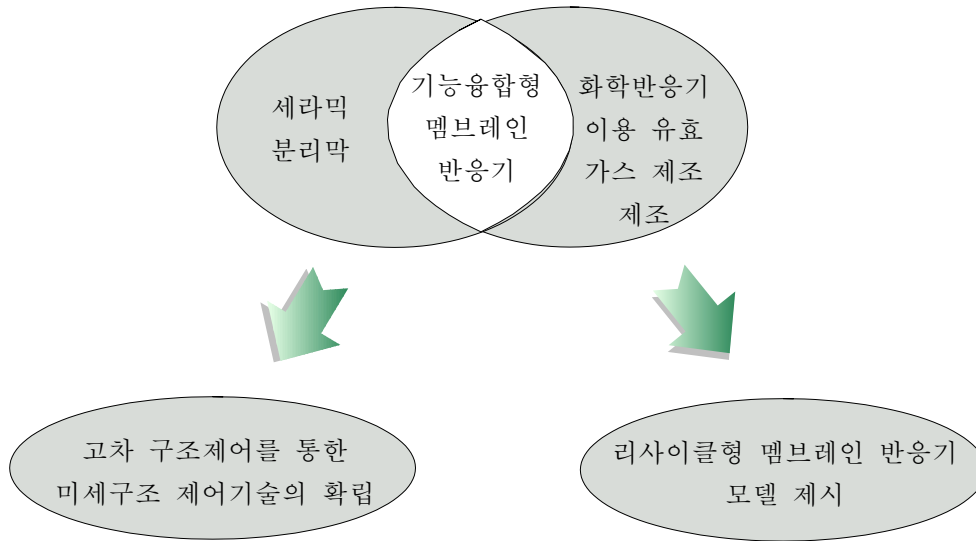 세라믹
분리막
기능융합형
멤브레인
반응기
화학반응기
이용 유효
가스 제조
제조
고차 구조제어를 통한
미세구조 제어기술의 확립
리사이클형 멤브레인 반응기
모델 제시